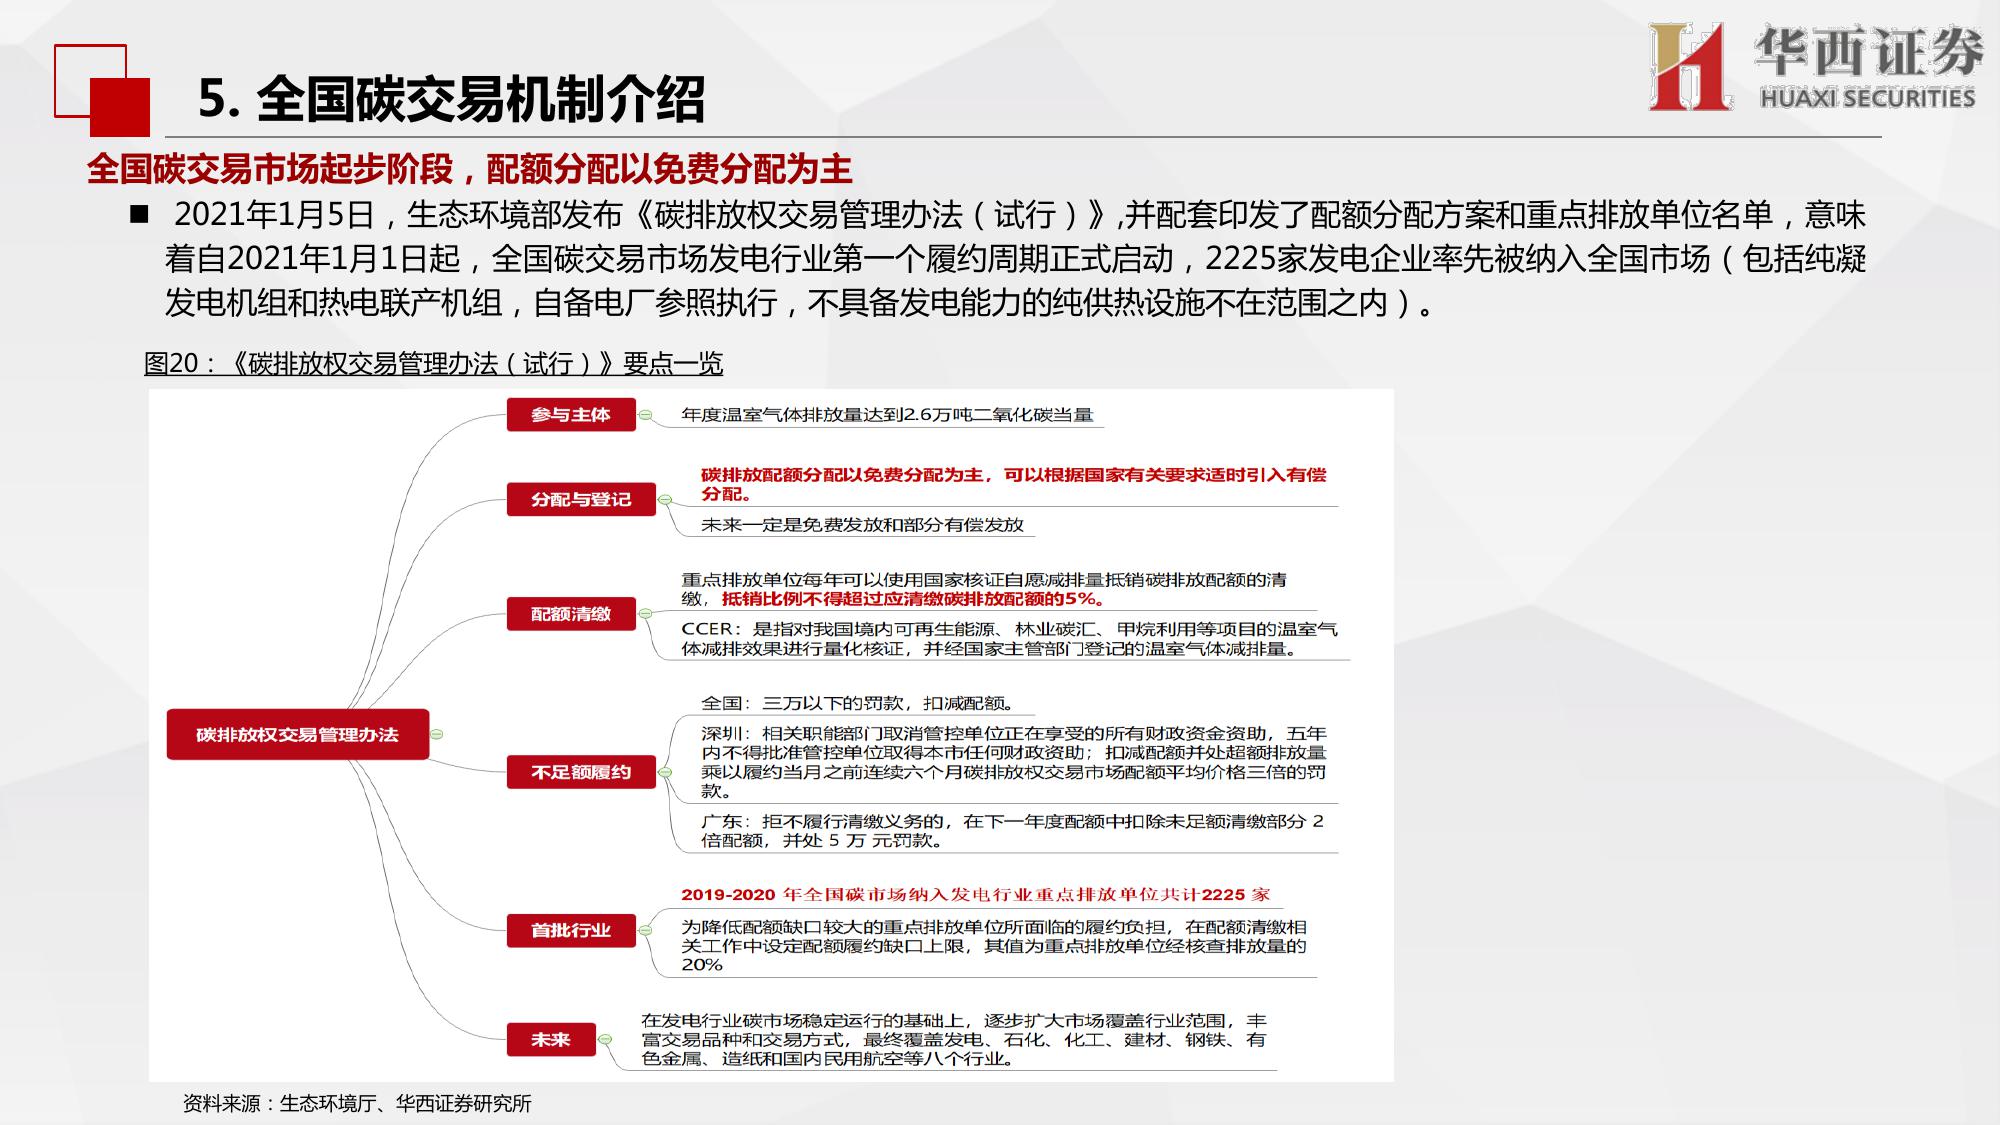 华西证券
HUAXI SECURITIES
5. 全国碳交易机制介绍
全国碳交易市场起步阶段，配额分配以免费分配为主
■ 2021年1月5日，生态环境部发布《碳排放权交易管理办法（试行）》,并配套印发了配额分配方案和重点排放单位名单，意味
着自2021年1月1日起，全国碳交易市场发电行业第一个履约周期正式启动，2225家发电企业率先被纳入全国市场（包括纯凝
发电机组和热电联产机组，自备电厂参照执行，不具备发电能力的纯供热设施不在范围之内）。
图20：《碳排放权交易管理办法（试行）》要点一览
碳排放权交易管理办法
参与主体
年度温室气体排放量达到2.6万吨二氧化碳当量
分配与登记
碳排放配额分配以免费分配为主，可以根据国家有关要求适时引入有偿
分配。
未来一定是免费发放和部分有偿发放
配额清缴
重点排放单位每年可以使用国家核证自愿减排量抵销碳排放配额的清
缴，抵销比例不得超过应清缴碳排放配额的5%。
CCER：是指对我国境内可再生能源、林业碳汇、甲烷利用等项目的温室气
体减排效果进行量化核证，并经国家主管部门登记的温室气体减排量。
不足额履约
全国：三万以下的罚款，扣减配额。
深圳：相关职能部门取消管控单位正在享受的所有财政资金资助，五年
内不得批准管控单位取得本市任何财政资助；扣减配额并处超额排放量
乘以履约当月之前连续六个月碳排放权交易市场配额平均价格三倍的罚
款。
广东：拒不履行清缴义务的，在下一年度配额中扣除未足额清缴部分 2
倍配额，并处 5 万 元罚款。
首批行业
2019-2020 年全国碳市场纳入发电行业重点排放单位共计2225 家
为降低配额缺口较大的重点排放单位所面临的履约负担，在配额清缴相
关工作中设定配额履约缺口上限，其值为重点排放单位经核查排放量的
20%
未来
在发电行业碳市场稳定运行的基础上，逐步扩大市场覆盖行业范围，丰
富交易品种和交易方式，最终覆盖发电、石化、化工、建材、钢铁、有
色金属、造纸和国内民用航空等八个行业。
资料来源：生态环境厅、华西证券研究所